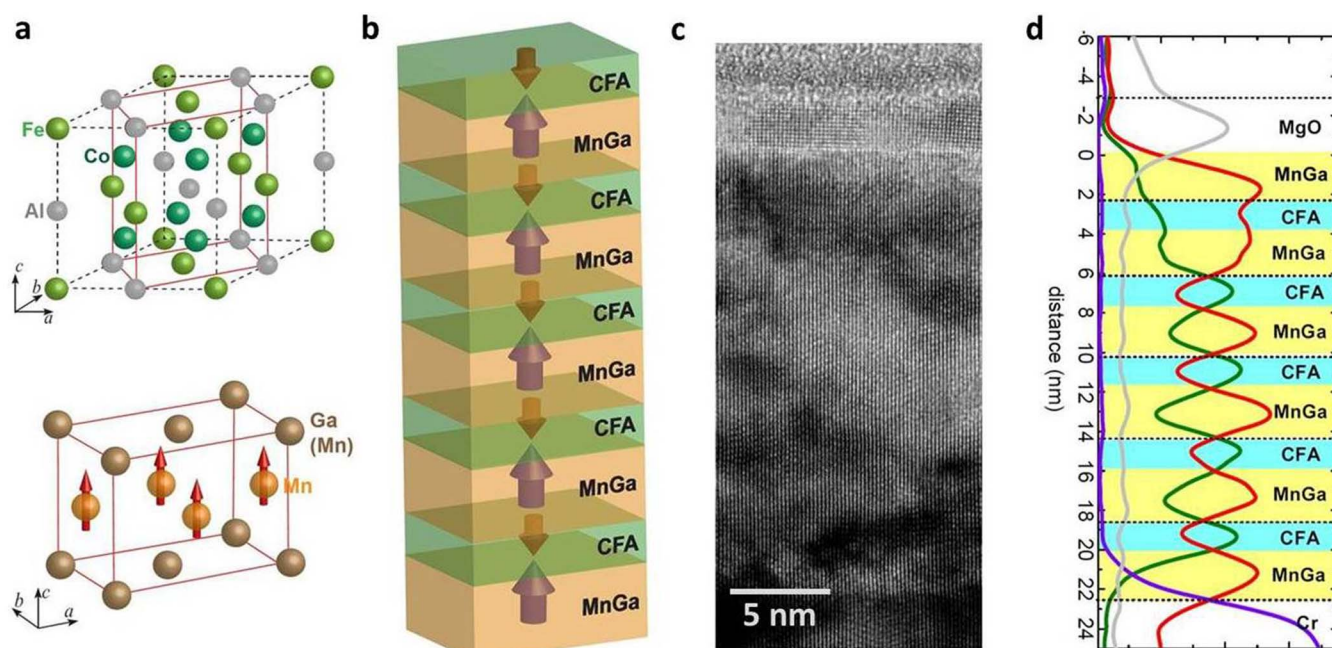 a
Fe
Co
Al
c
b
a
Ga
(Mn)
Mn
b
c
a
b
CFA
MnGa
CFA
MnGa
CFA
MnGa
CFA
MnGa
CFA
MnGa
c
5 nm
d
-6
-4
-2
0
2
4
6
8
10
12
14
16
18
20
22
24
distance (nm)
MgO
MnGa
CFA
MnGa
CFA
MnGa
CFA
MnGa
CFA
MnGa
CFA
MnGa
Cr